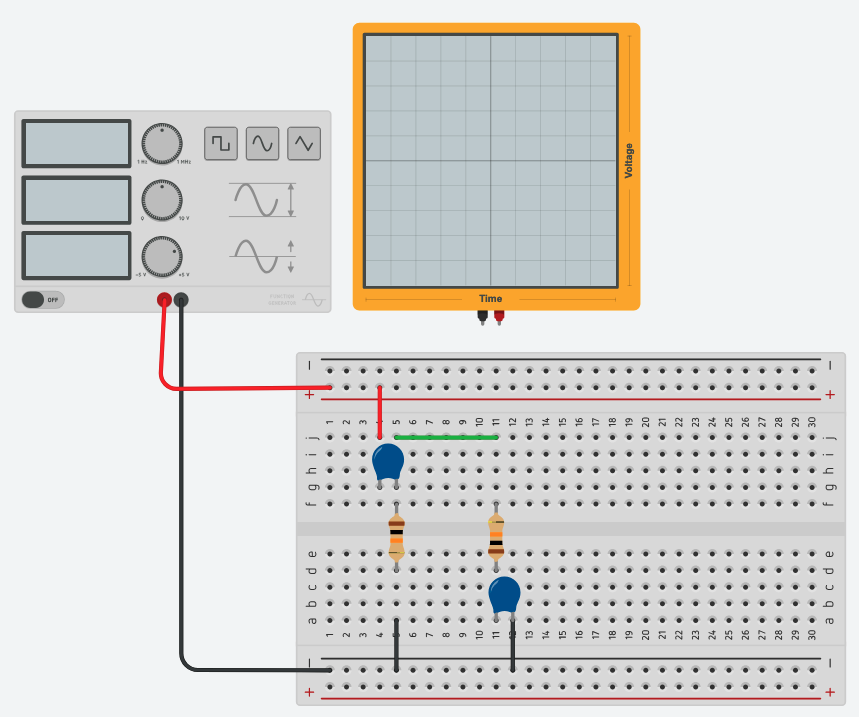 1 Hz 1 MHz
0 10 V
-5 V +5 V
OFF
FUNCTION
GENERATOR
Voltage
Time
− −
+ +
1 2 3 4 5 6 7 8 9 10 11 12 13 14 15 16 17 18 19 20 21 22 23 24 25 26 27 28 29 30
j j
i i
h h
g g
f f
e e
d d
c c
b b
a a
1 2 3 4 5 6 7 8 9 10 11 12 13 14 15 16 17 18 19 20 21 22 23 24 25 26 27 28 29 30
− −
+ +